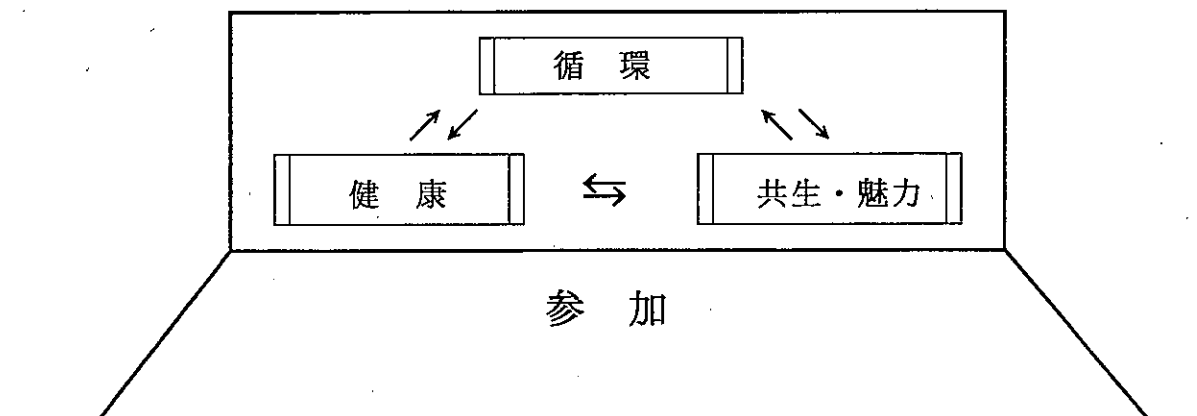 循 環
健 康
共生・魅力
参 加